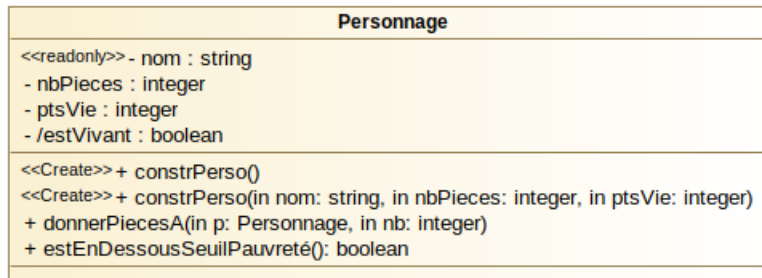 Personnage
<<readonly>> - nom : string
- nbPieces : integer
- ptsVie : integer
- /estVivant : boolean
<<Create>> + constrPerso()
<<Create>> + constrPerso(in nom: string, in nbPieces: integer, in ptsVie: integer)
+ donnerPiecesA(in p: Personnage, in nb: integer)
+ estEnDessousSeuilPauvreté(): boolean